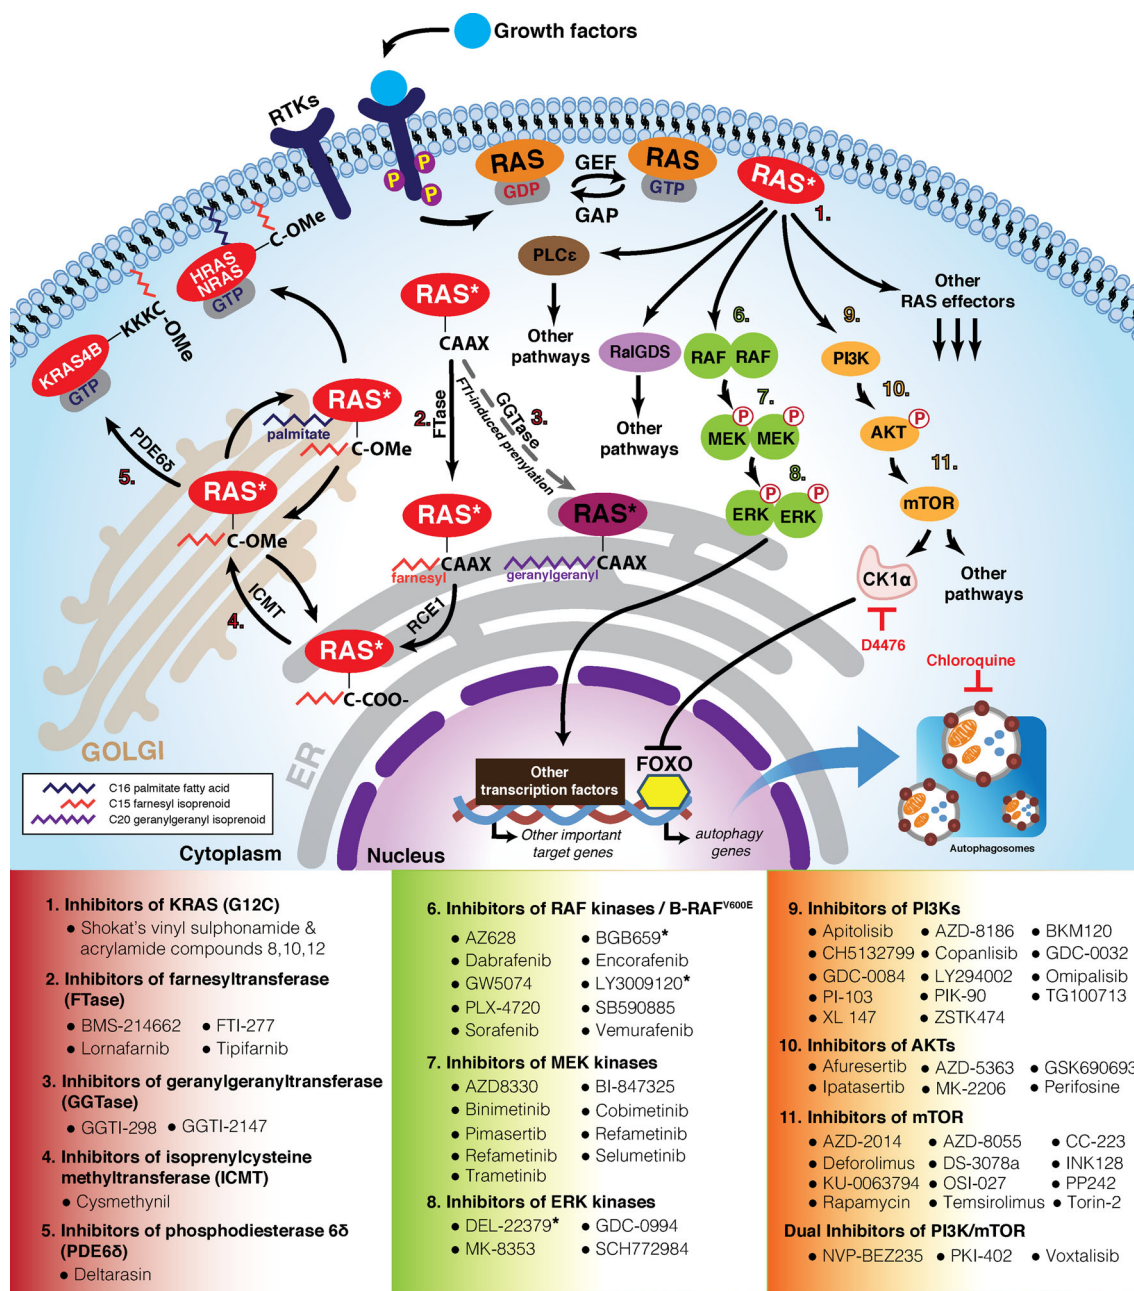 Growth factors
RTKs
P
P
P
RAS
GDP
GEF
GAP
RAS
GTP
RAS*
1.
C-OMe
HRAS
NRAS
GTP
KKKC-OMe
KRAS4B
GTP
PDE6δ
5.
RAS*
palmitate
C-OMe
RAS*
C-OMe
ICMT
4.
RAS*
CAAX
2.
FTase
GGTase
3.
FTI-induced prenylation
RAS*
CAAX
farnesyl
RAS*
CAAX
geranylgeranyl
RCE1
RAS*
C-COO-
PLCε
Other
pathways
RalGDS
Other
pathways
6.
RAF RAF
7.
P P
MEK MEK
8.
P P
ERK ERK
9.
PI3K
10.
P
AKT
11.
mTOR
Other
RAS effectors
CK1α
Other
pathways
D4476
Chloroquine
GOLGI
ER
C16 palmitate fatty acid
C15 farnesyl isoprenoid
C20 geranylgeranyl isoprenoid
Cytoplasm
Nucleus
Other
transcription factors
FOXO
Other important
target genes
autophagy
genes
Autophagosomes
1. Inhibitors of KRAS (G12C)
● Shokat's vinyl sulphonamide &
acrylamide compounds 8,10,12
2. Inhibitors of farnesyltransferase
(FTase)
● BMS-214662 ● FTI-277
● Lornafarnib ● Tipifarnib
3. Inhibitors of geranylgeranyltransferase
(GGTase)
● GGTI-298 ● GGTI-2147
4. Inhibitors of isoprenylcysteine
methyltransferase (ICMT)
● Cysmethynil
5. Inhibitors of phosphodiesterase 6δ
(PDE6δ)
● Deltarasin
6. Inhibitors of RAF kinases / B-RAFV600E
● AZ628 ● BGB659*
● Dabrafenib ● Encorafenib
● GW5074 ● LY3009120*
● PLX-4720 ● SB590885
● Sorafenib ● Vemurafenib
7. Inhibitors of MEK kinases
● AZD8330 ● BI-847325
● Binimetinib ● Cobimetinib
● Pimasertib ● Refametinib
● Refametinib ● Selumetinib
● Trametinib
8. Inhibitors of ERK kinases
● DEL-22379* ● GDC-0994
● MK-8353 ● SCH772984
9. Inhibitors of PI3Ks
● Apitolisib ● AZD-8186 ● BKM120
● CH5132799 ● Copanlisib ● GDC-0032
● GDC-0084 ● LY294002 ● Omipalisib
● PI-103 ● PIK-90 ● TG100713
● XL 147 ● ZSTK474
10. Inhibitors of AKTs
● Afuresertib ● AZD-5363 ● GSK690693
● Ipatasertib ● MK-2206 ● Perifosine
11. Inhibitors of mTOR
● AZD-2014 ● AZD-8055 ● CC-223
● Deforolimus ● DS-3078a ● INK128
● KU-0063794 ● OSI-027 ● PP242
● Rapamycin ● Temsirolimus ● Torin-2
Dual Inhibitors of PI3K/mTOR
● NVP-BEZ235 ● PKI-402 ● Voxtalisib